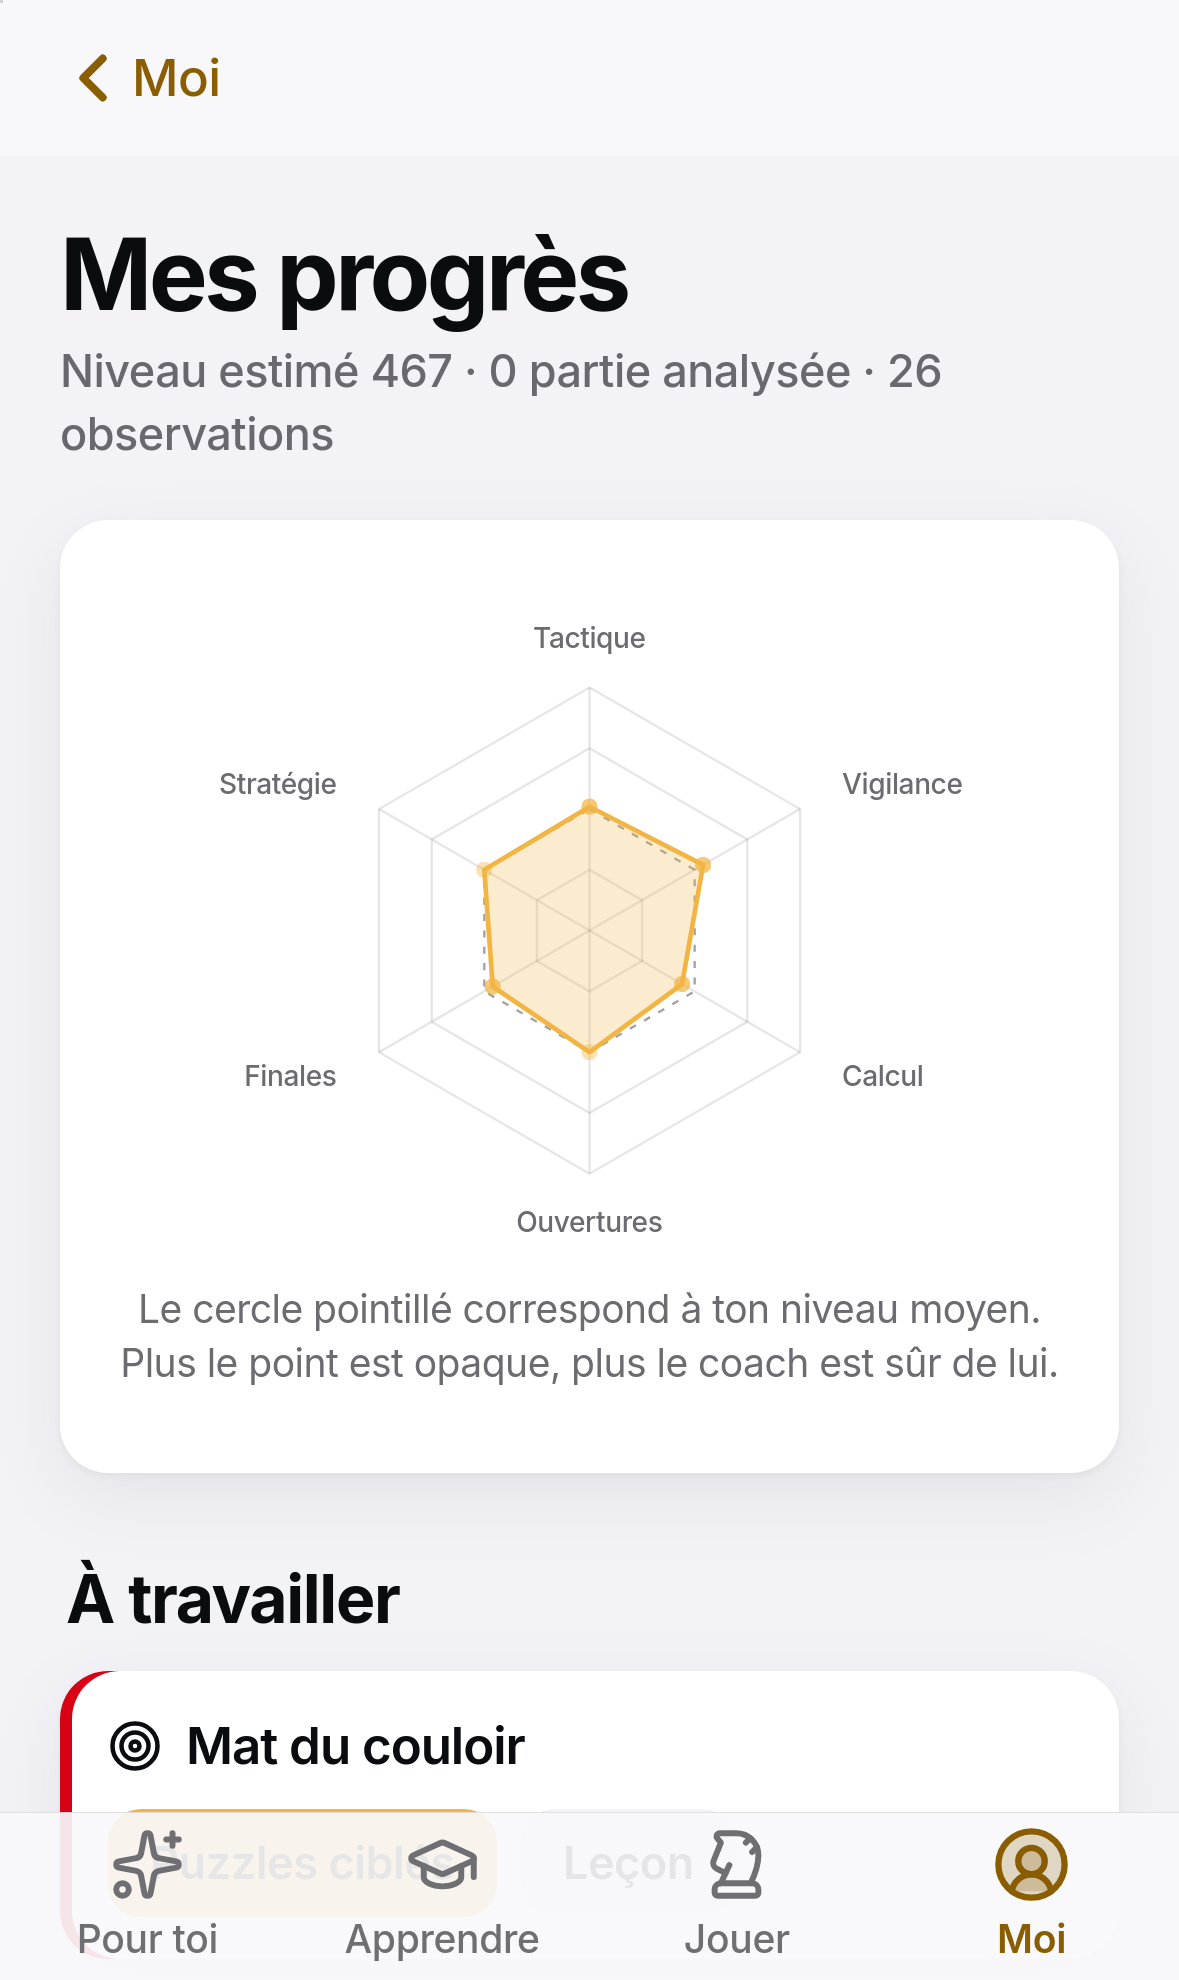 Moi
Mes progrès
Niveau estimé 467 · 0 partie analysée · 26
observations
Tactique
Stratégie
Vigilance
Finales
Calcul
Ouvertures
Le cercle pointillé correspond à ton niveau moyen.
Plus le point est opaque, plus le coach est sûr de lui.
À travailler
Mat du couloir
Puzzles ciblés
Leçon
Pour toi
Apprendre
Jouer
Moi